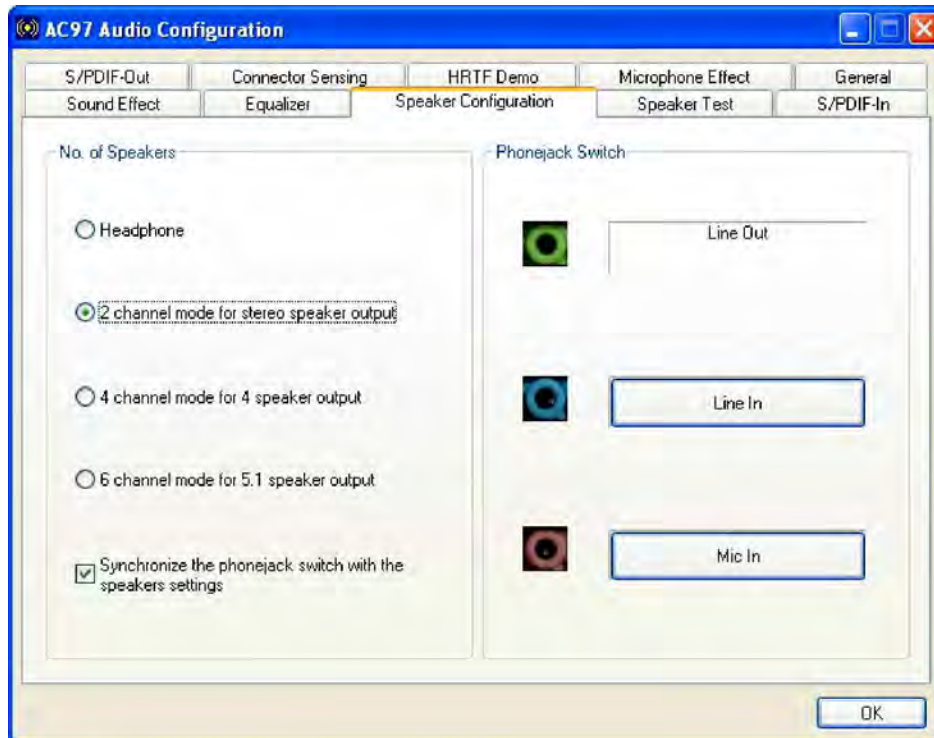 AC97 Audio Configuration
S/PDIF-Out Connector Sensing HRTF Demo Microphone Effect General
Sound Effect Equalizer Speaker Configuration Speaker Test S/PDIF-In
No. of Speakers
Headphone
2 channel mode for stereo speaker output
4 channel mode for 4 speaker output
6 channel mode for 5.1 speaker output
Synchronize the phonejack switch with the
speakers settings
Phonejack Switch
Line Out
Line In
Mic In
OK